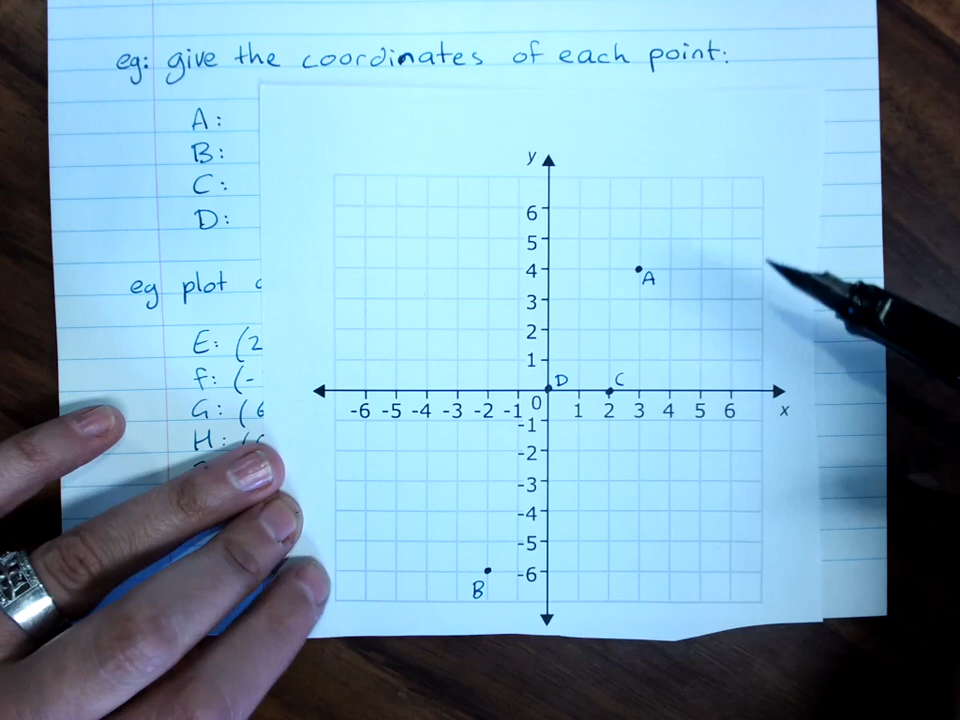 eg: give the coordinates of each point:
A:
B:
C:
D:
eg plot
E: (2
F: (-
G: (6
H: (
y
6
5
4
A
3
2
1
D
C
-6 -5 -4 -3 -2 -1 0 1 2 3 4 5 6 x
-1
-2
-3
-4
-5
-6
B